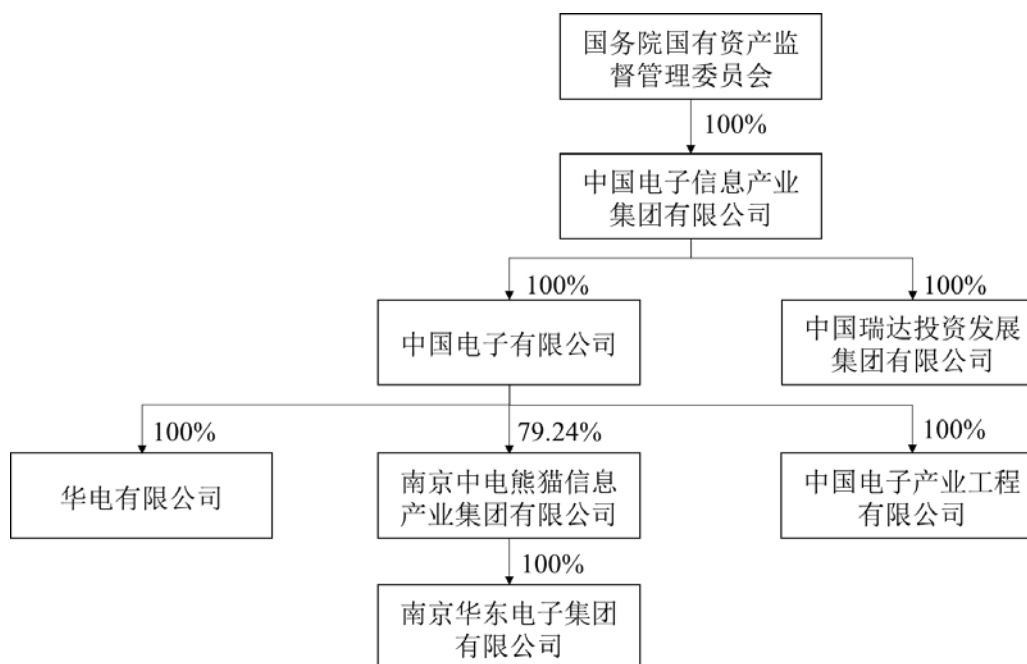 国务院国有资产监
督管理委员会
100%
中国电子信息产业
集团有限公司
100%
100%
中国电子有限公司
中国瑞达投资发展
集团有限公司
100%
79.24%
100%
华电有限公司
南京中电熊猫信息
产业集团有限公司
中国电子产业工程
有限公司
100%
南京华东电子集团
有限公司